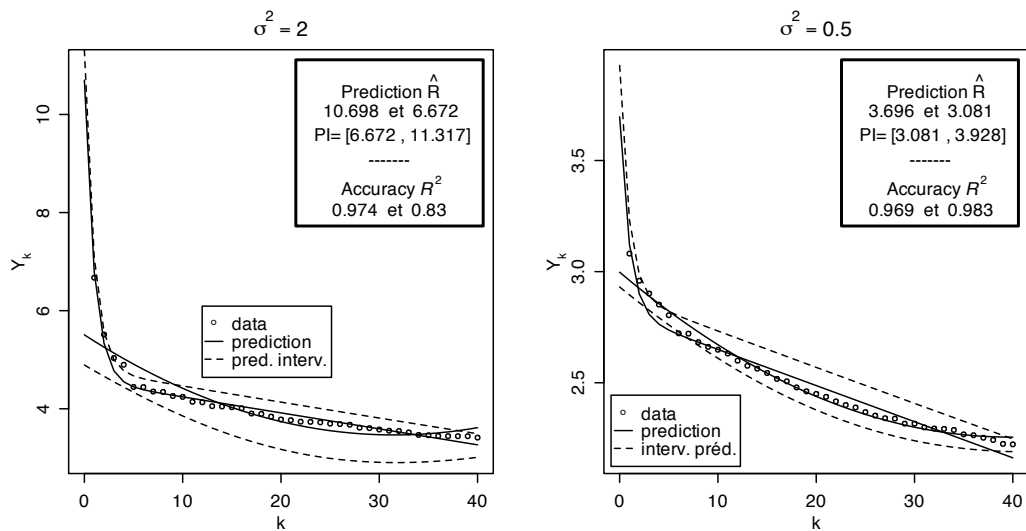 σ² = 2
Prediction R̂
10.698 et 6.672
PI= [6.672 , 11.317]
-------
Accuracy R²
0.974 et 0.83
data
prediction
pred. interv.
Y_k
4
6
8
10
0
10
20
30
40
k
σ² = 0.5
Prediction R̂
3.696 et 3.081
PI= [3.081 , 3.928]
-------
Accuracy R²
0.969 et 0.983
data
prediction
interv. préd.
Y_k
2.5
3.0
3.5
0
10
20
30
40
k